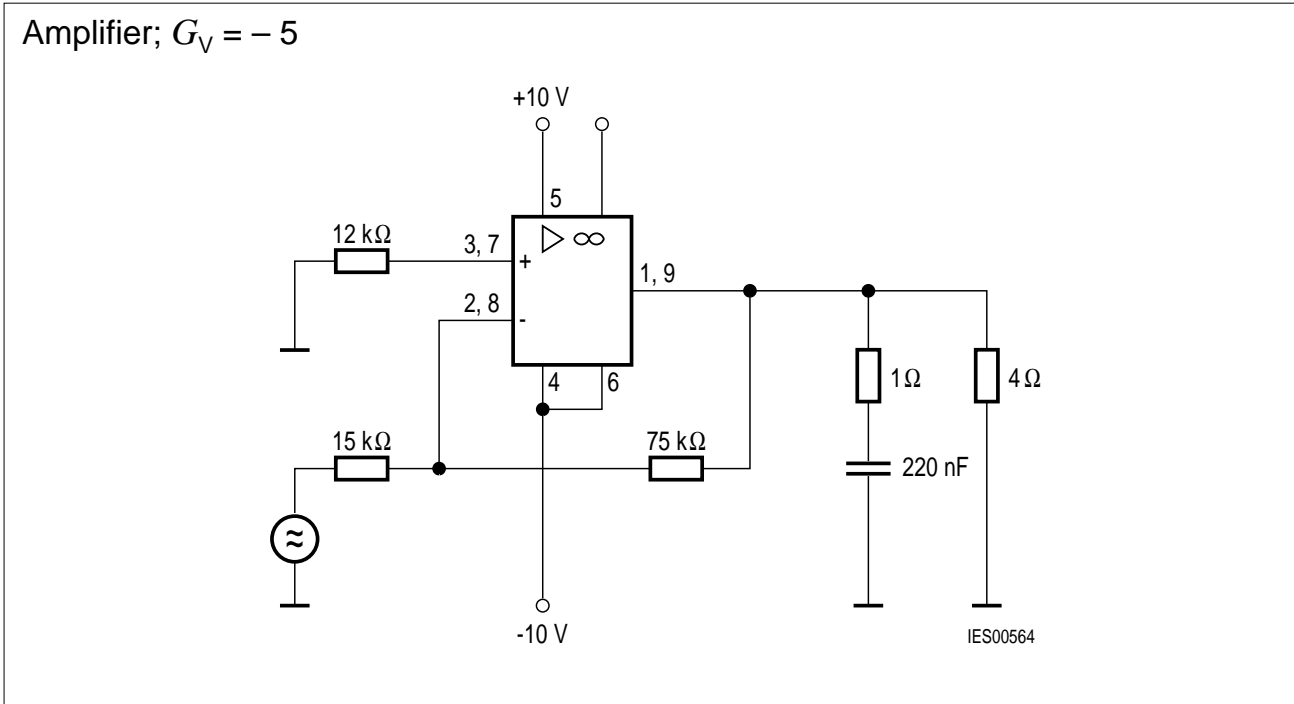 Amplifier; GV = – 5
+10 V
5
12 kΩ
3, 7
+
▷ ∞
1, 9
2, 8
-
4
6
1Ω
4Ω
15 kΩ
75 kΩ
220 nF
≈
-10 V
IES00564